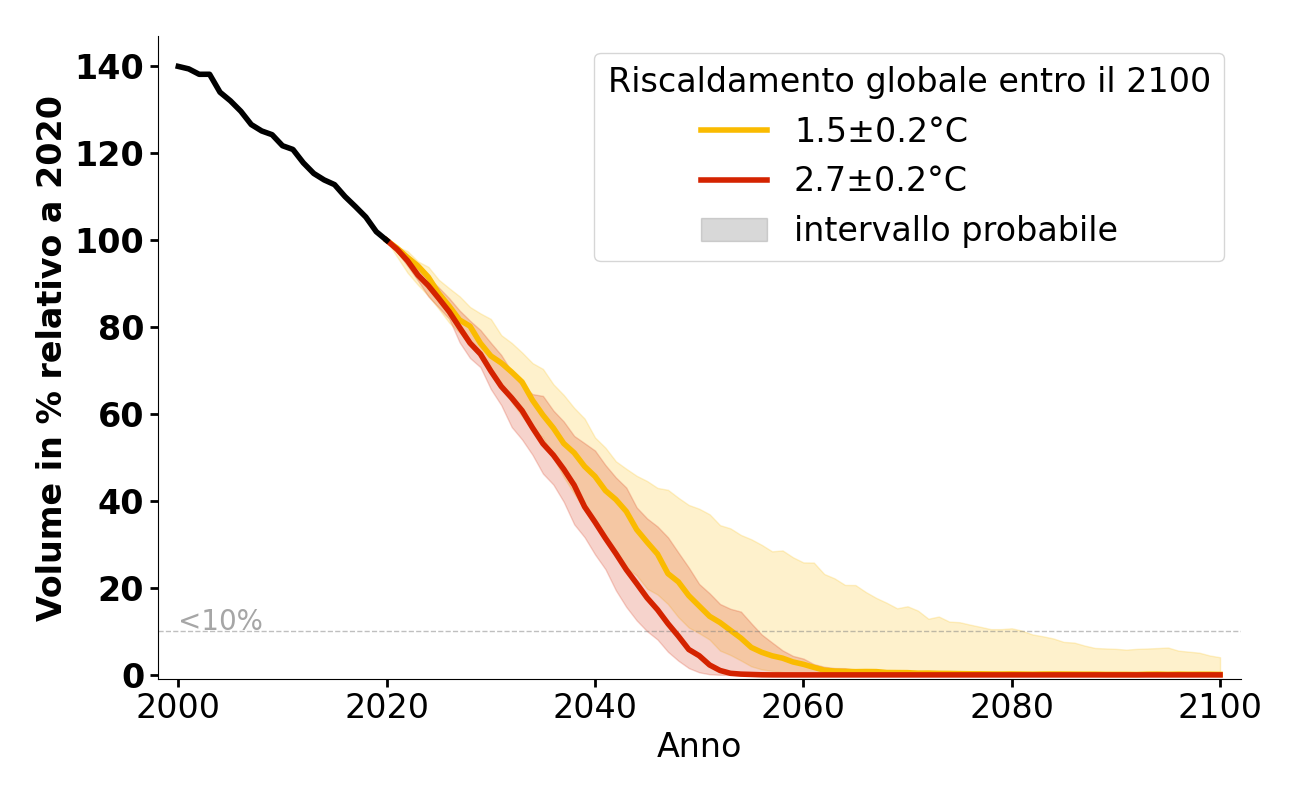 Volume in % relativo a 2020
140
120
100
80
60
40
20
0
<10%
Riscaldamento globale entro il 2100
1.5±0.2°C
2.7±0.2°C
intervallo probabile
2000 2020 2040 2060 2080 2100
Anno